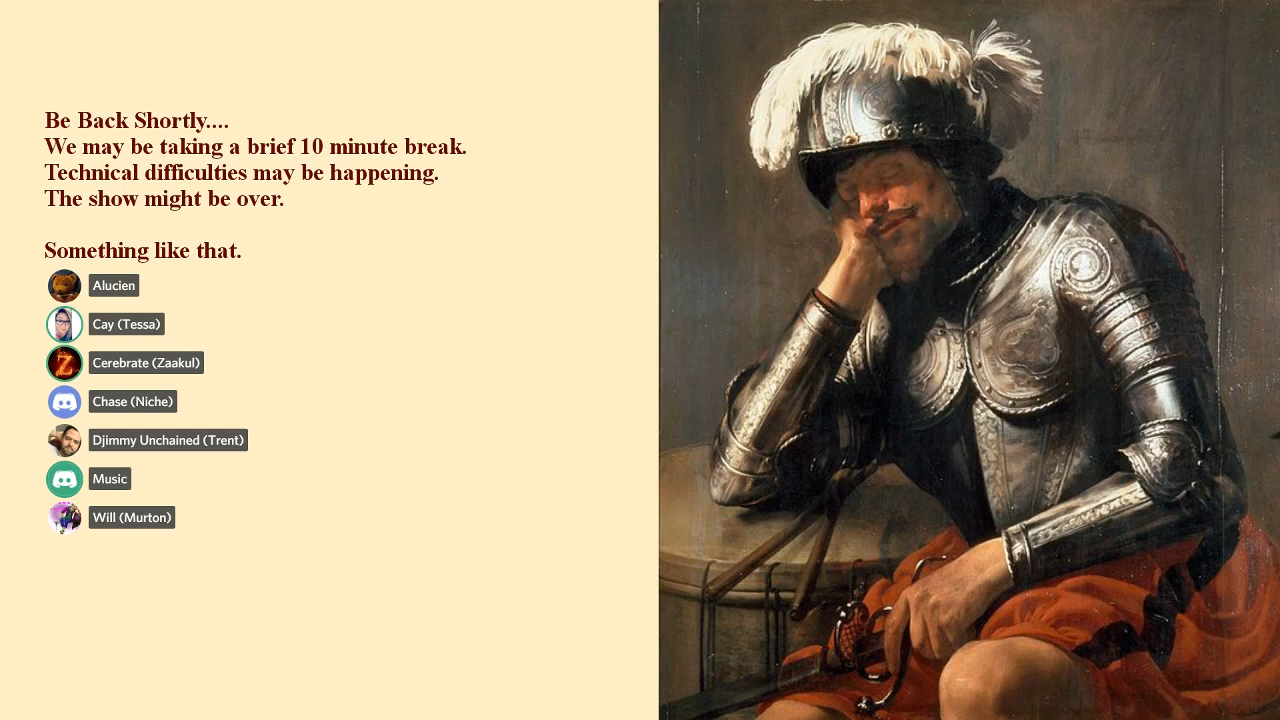 Be Back Shortly....
We may be taking a brief 10 minute break.
Technical difficulties may be happening.
The show might be over.
Something like that.
Alucien
Cay (Tessa)
Cerebrate (Zaakul)
Chase (Niche)
Djimmy Unchained (Trent)
Music
Will (Murton)